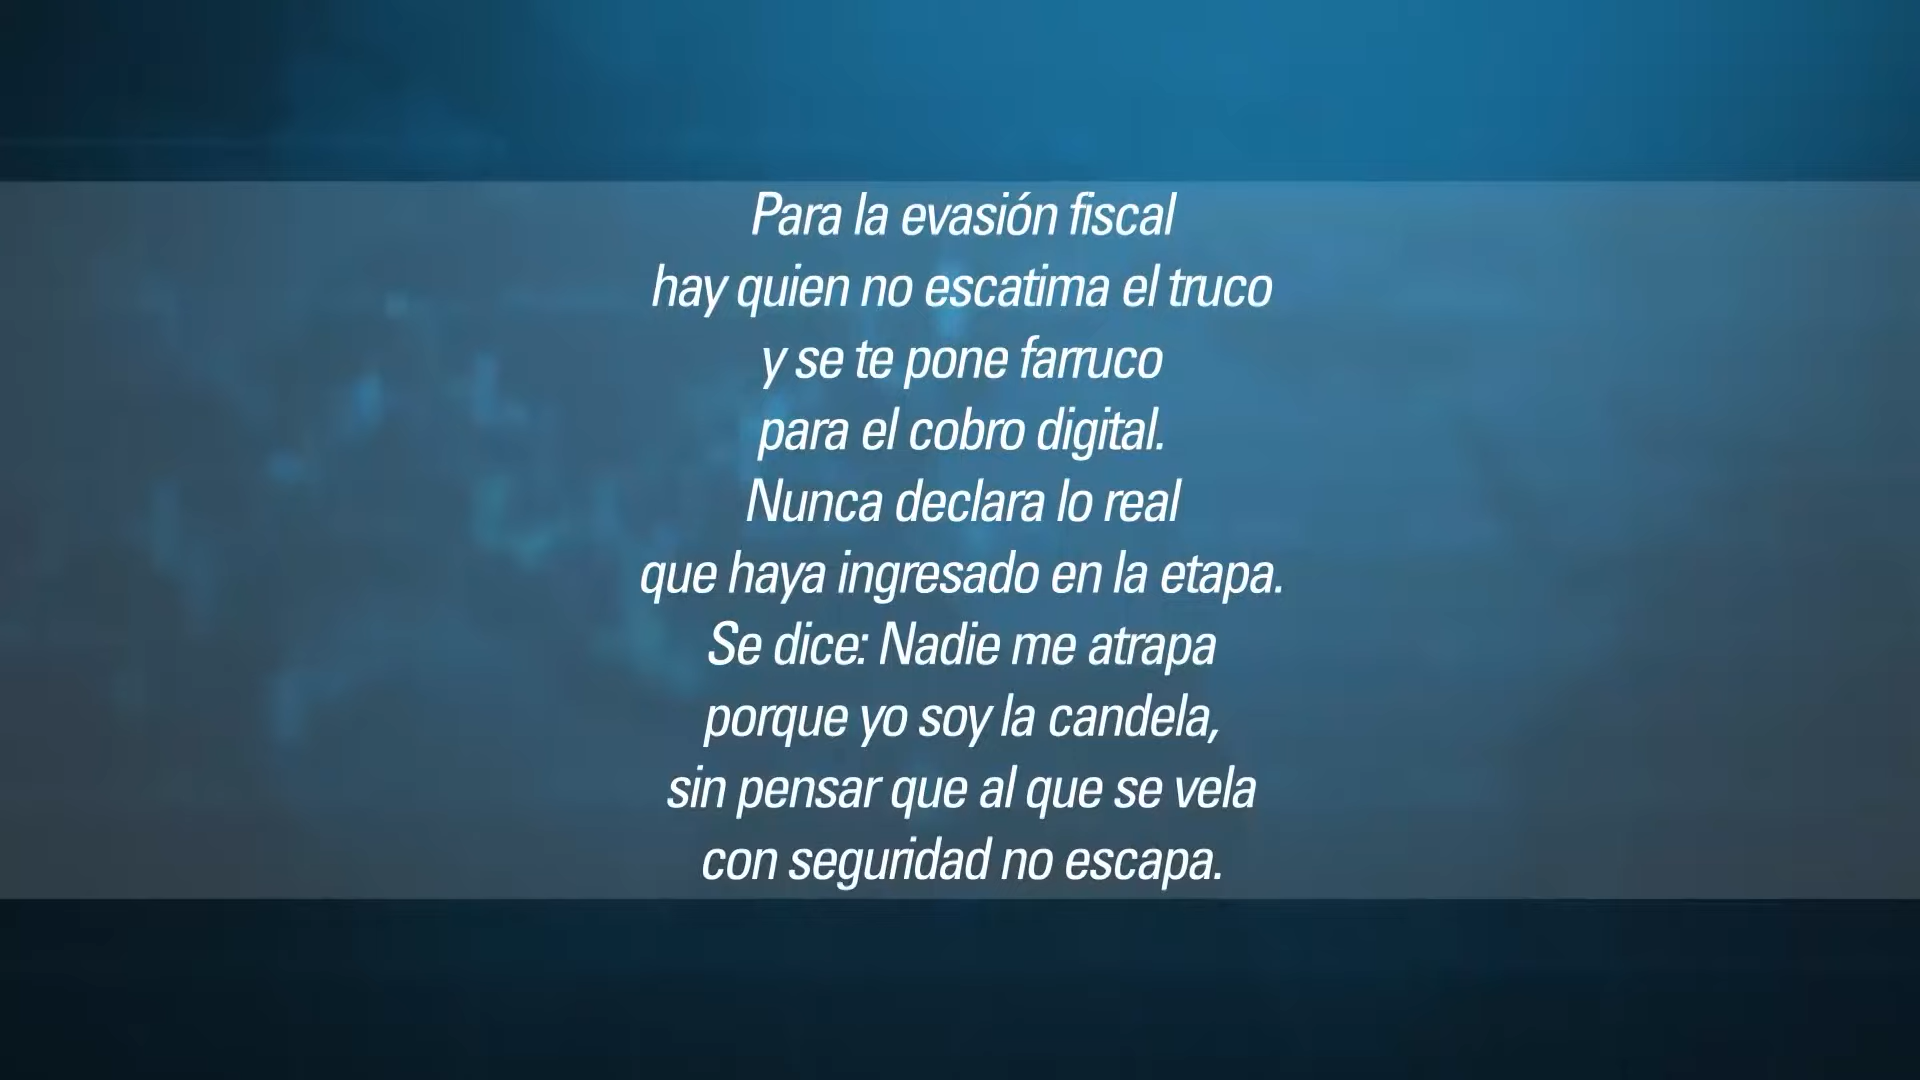 Para la evasión fiscal
hay quien no escatima el truco
y se te pone farruco
para el cobro digital.
Nunca declara lo real
que haya ingresado en la etapa.
Se dice: Nadie me atrapa
porque yo soy la candela,
sin pensar que al que se vela
con seguridad no escapa.